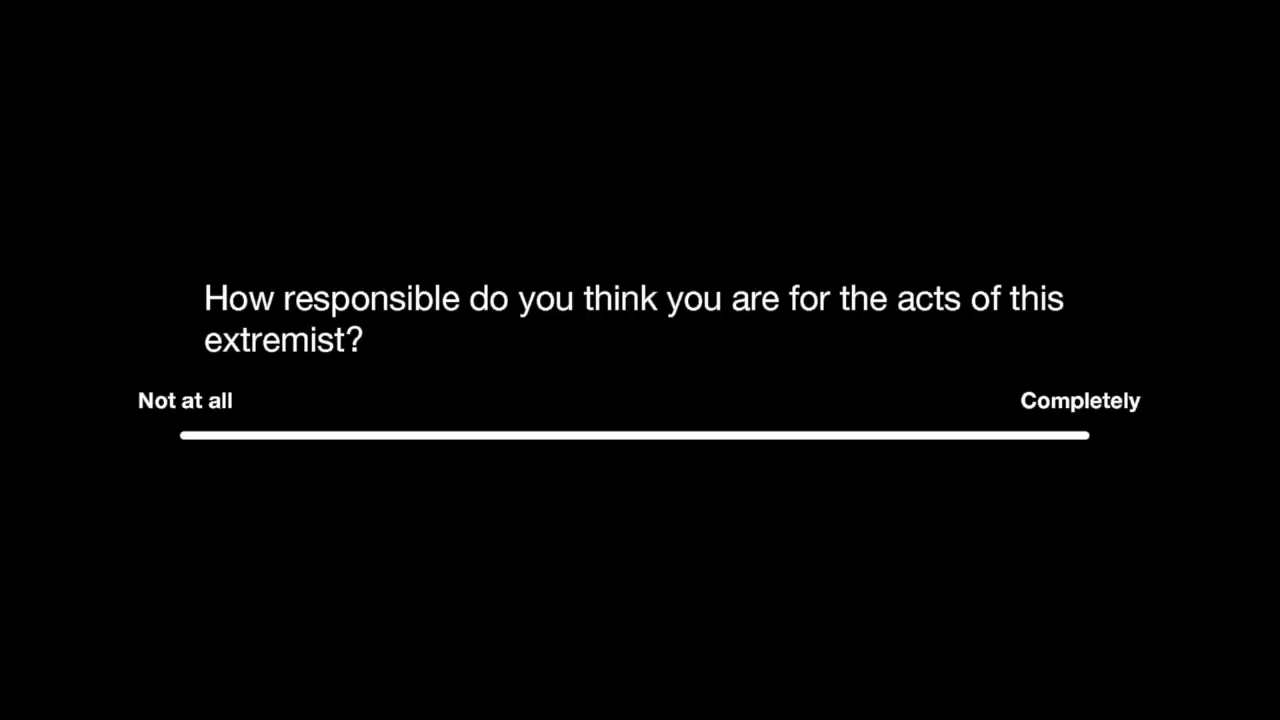 How responsible do you think you are for the acts of this
extremist?
Not at all
Completely